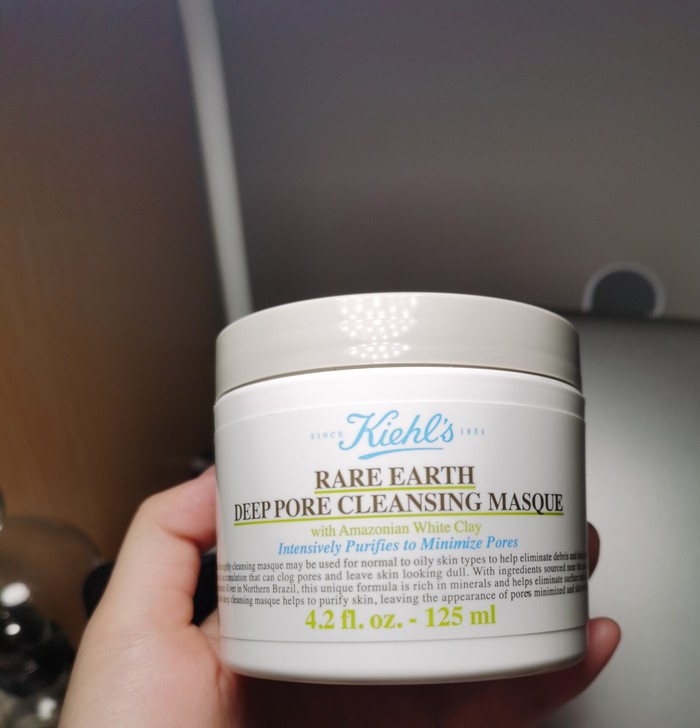 SINCE Kiehl's 1851
RARE EARTH
DEEP PORE CLEANSING MASQUE
with Amazonian White Clay
Intensively Purifies to Minimize Pores
cleansing masque may be used for normal to oily skin types to help eliminate debris and
that can clog pores and leave skin looking dull. With ingredients sourced near the
River in Northern Brazil, this unique formula is rich in minerals and helps eliminate surface
cleansing masque helps to purify skin, leaving the appearance of pores minimized and
4.2 fl. oz. - 125 ml